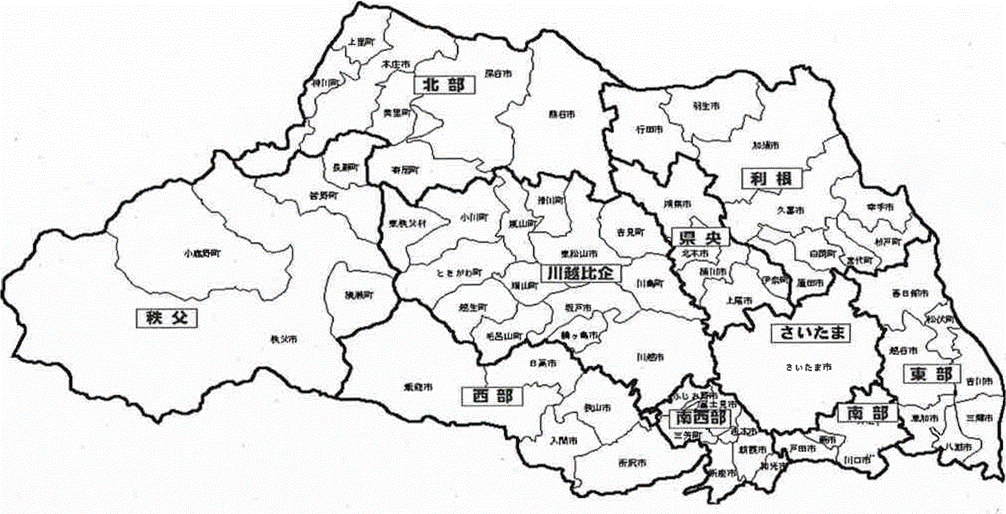 上里町
本庄市
神川町
美里町
深谷市
北部
熊谷市
寄居町
長瀞町
皆野町
小鹿野町
秩父
秩父市
横瀬町
東秩父村
小川町
嵐山町
滑川町
吉見町
東松山市
ときがわ町
鳩山町
川越比企
川島町
越生町
毛呂山町
坂戸市
鶴ヶ島市
川越市
日高市
飯能市
西部
狭山市
入間市
所沢市
行田市
羽生市
加須市
利根
久喜市
幸手市
杉戸町
宮代町
白岡町
蓮田市
鴻巣市
県央
北本市
桶川市
伊奈町
上尾市
さいたま
さいたま市
春日部市
松伏町
越谷市
東部
吉川市
草加市
八潮市
三郷市
南部
川口市
蕨市
戸田市
ふじみ野市
富士見市
南西部
三芳町
志木市
朝霞市
和光市
新座市